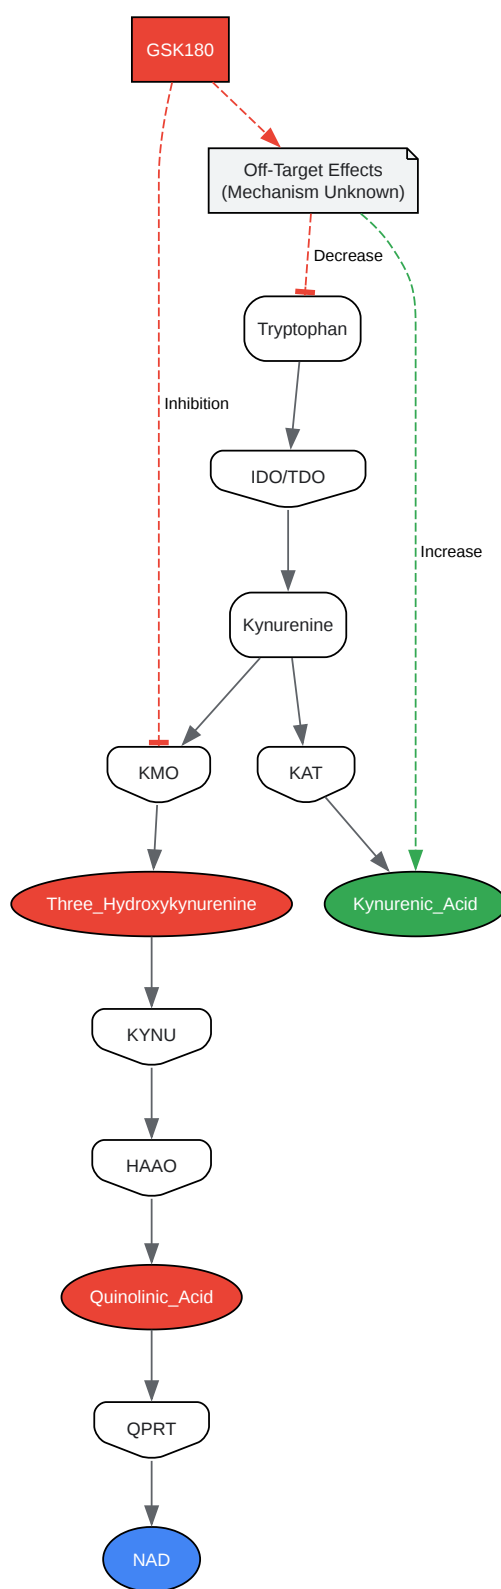 GSK180
Off-Target Effects
(Mechanism Unknown)
Decrease
Tryptophan
Inhibition
IDO/TDO
Increase
Kynurenine
KMO
KAT
Three_Hydroxykynurenine
Kynurenic_Acid
KYNU
HAAO
Quinolinic_Acid
QPRT
NAD